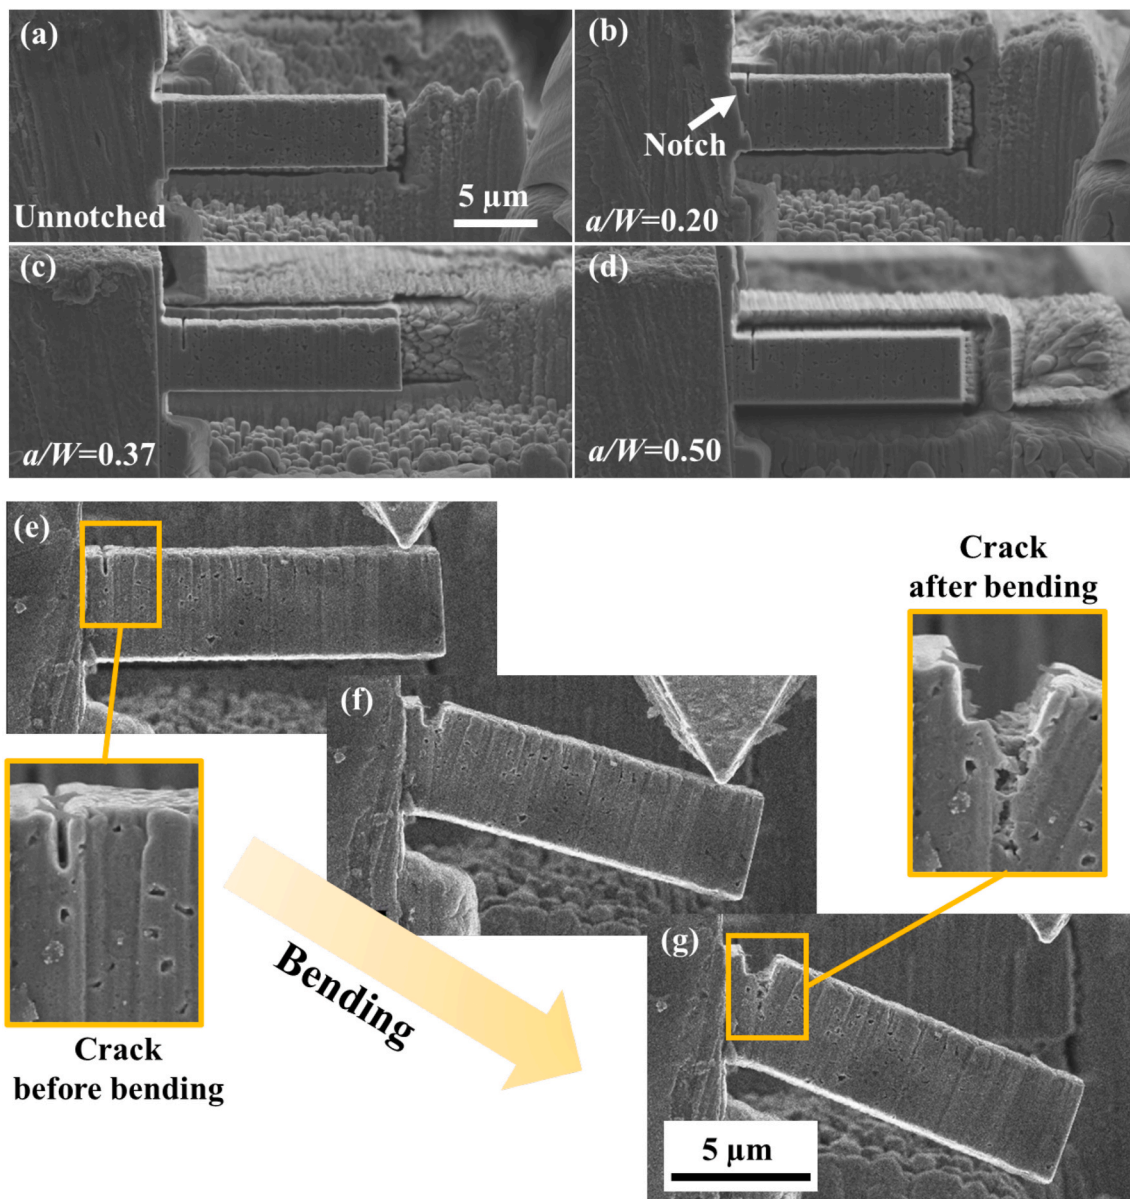 (a)
Unnotched
5 μm
(b)
Notch
a/W=0.20
(c)
a/W=0.37
(d)
a/W=0.50
(e)
Crack
before bending
(f)
Bending
Crack
after bending
(g)
5 μm